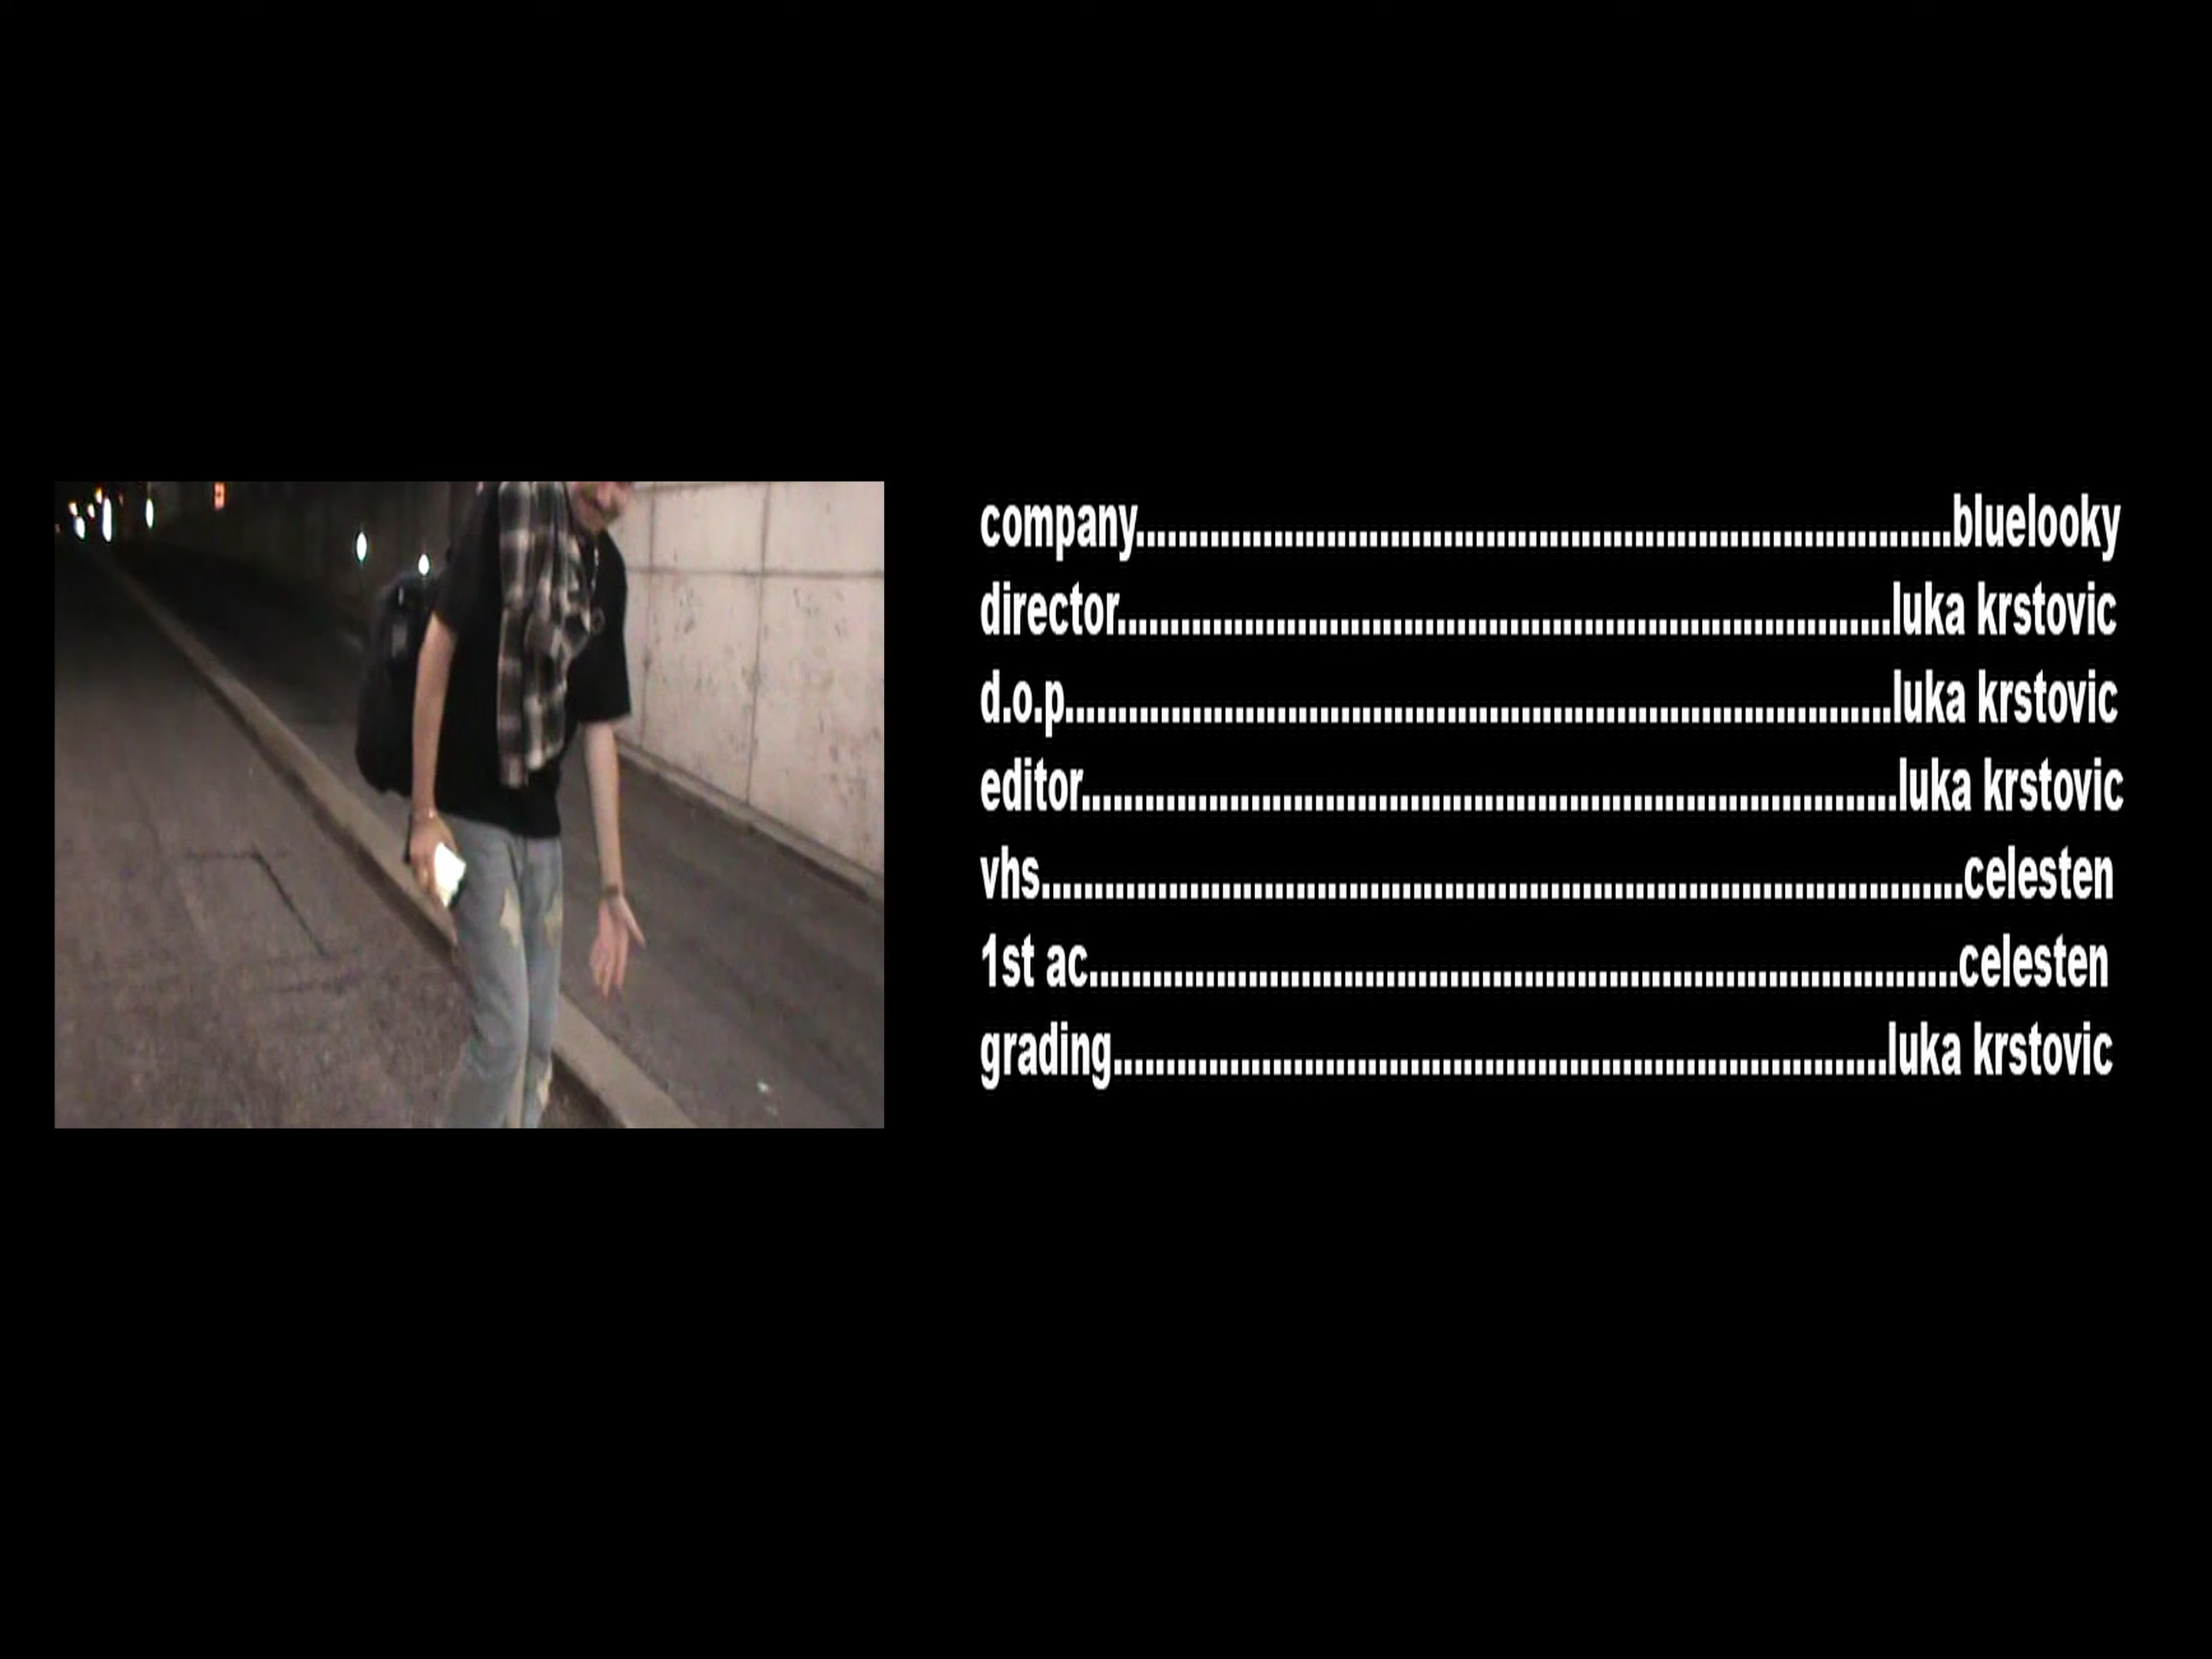 company..............................................................................bluelooky
director.........................................................................luka krstovic
d.o.p..............................................................................luka krstovic
editor.............................................................................luka krstovic
vhs.......................................................................................celesten
1st ac...................................................................................celesten
grading.........................................................................luka krstovic